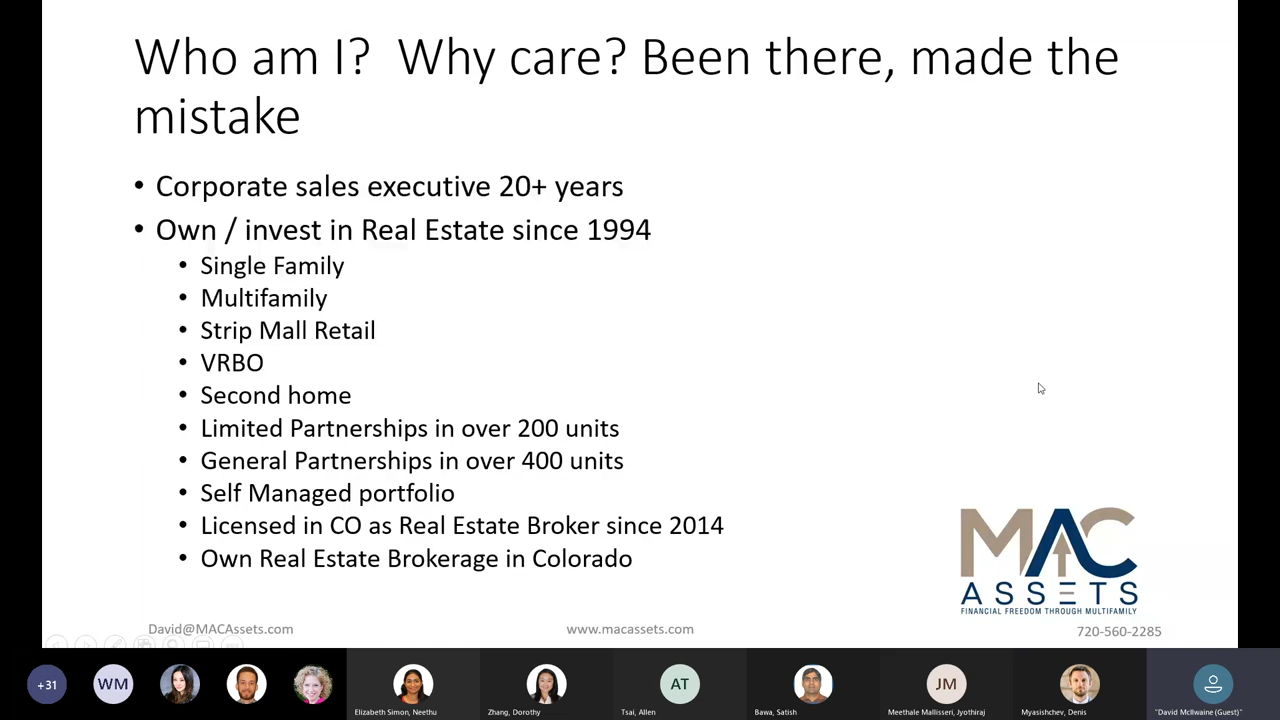 Who am I?  Why care? Been there, made the
mistake
• Corporate sales executive 20+ years
• Own / invest in Real Estate since 1994
• Single Family
• Multifamily
• Strip Mall Retail
• VRBO
• Second home
• Limited Partnerships in over 200 units
• General Partnerships in over 400 units
• Self Managed portfolio
• Licensed in CO as Real Estate Broker since 2014
• Own Real Estate Brokerage in Colorado
MAC
ASSETS
FINANCIAL FREEDOM THROUGH MULTIFAMILY
David@MACAssets.com
www.macassets.com
720-560-2285
+31
WM
AT
JM
Elizabeth Simon, Neethu
Zhang, Dorothy
Tsai, Allen
Bawa, Satish
Meethale Mallisseri, Jyothiraj
Myasishchev, Denis
"David McIlwaine (Guest)"